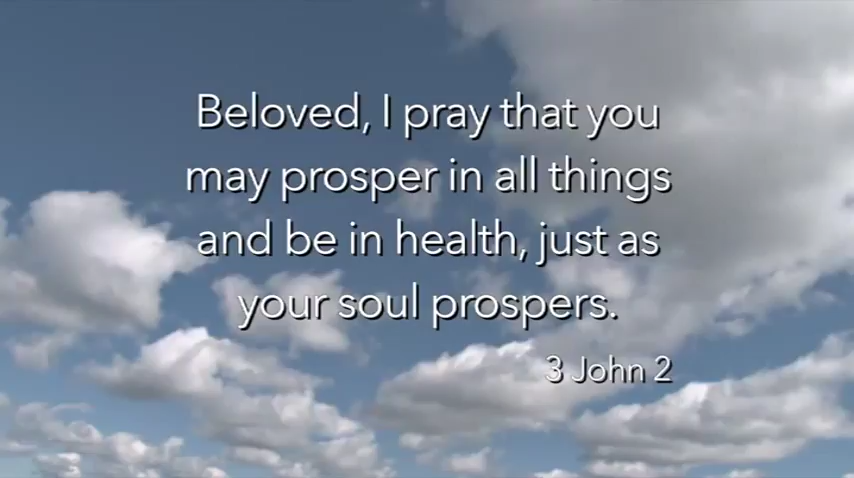 Beloved, I pray that you
may prosper in all things
and be in health, just as
your soul prospers.
3 John 2